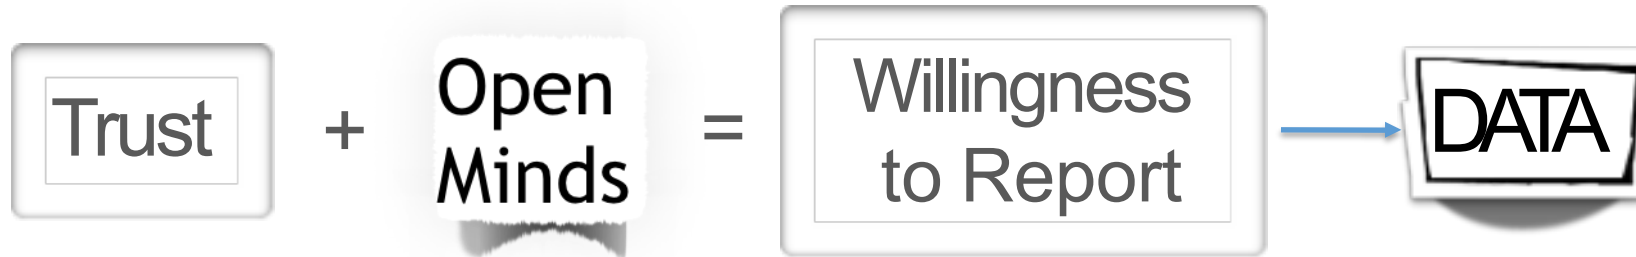 Trust
+
Open
Minds
=
Willingness
to Report
DATA